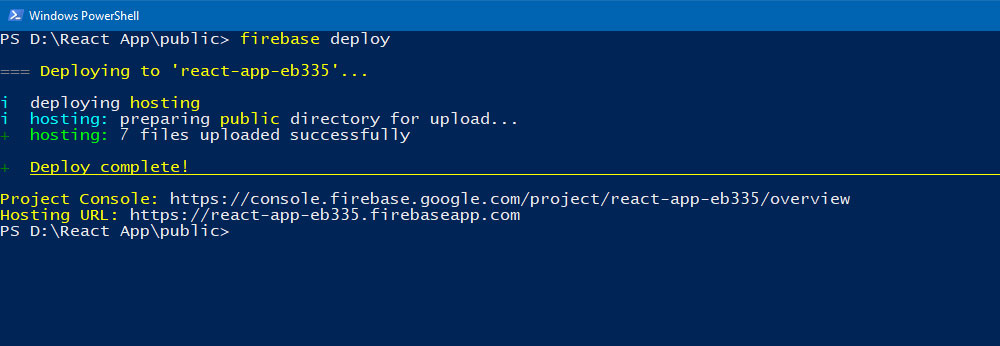 Windows PowerShell
PS D:\React App\public> firebase deploy
=== Deploying to 'react-app-eb335'...
i  deploying hosting
i  hosting: preparing public directory for upload...
+  hosting: 7 files uploaded successfully
+  Deploy complete!
Project Console: https://console.firebase.google.com/project/react-app-eb335/overview
Hosting URL: https://react-app-eb335.firebaseapp.com
PS D:\React App\public>